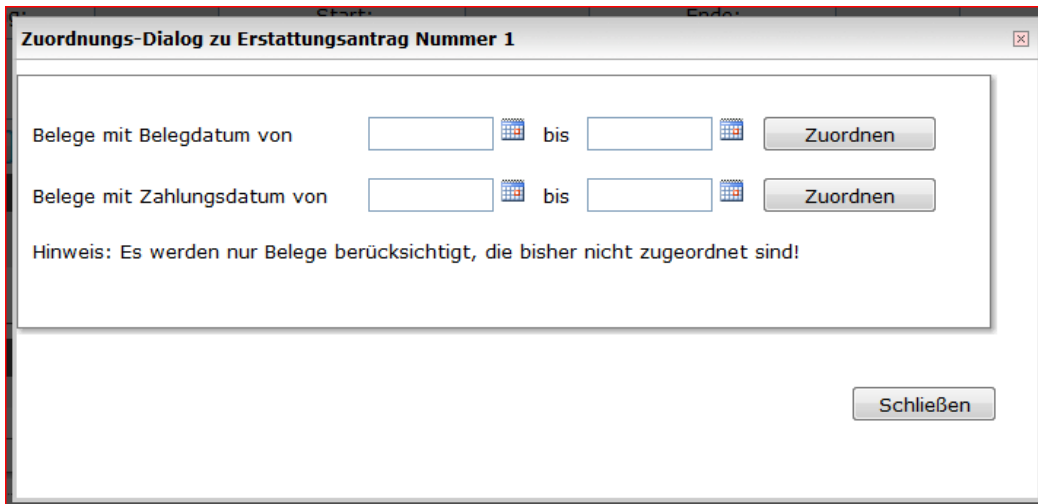 g: Start: Ende:
Zuordnungs-Dialog zu Erstattungsantrag Nummer 1
Belege mit Belegdatum von bis Zuordnen
Belege mit Zahlungsdatum von bis Zuordnen
Hinweis: Es werden nur Belege berücksichtigt, die bisher nicht zugeordnet sind!
Schließen